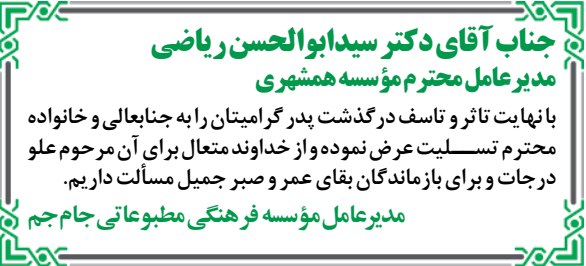 جناب آقای دکتر سیدابوالحسن ریاضی
مدیرعامل محترم مؤسسه همشهری
با نهایت تاثر و تاسف درگذشت پدر گرامیتان را به جنابعالی و خانواده
محترم تســـلیت عرض نموده و از خداوند متعال برای آن مرحوم علو
درجات و برای بازماندگان بقای عمر و صبر جمیل مسألت داریم.
مدیرعامل مؤسسه فرهنگی مطبوعاتی جام جم